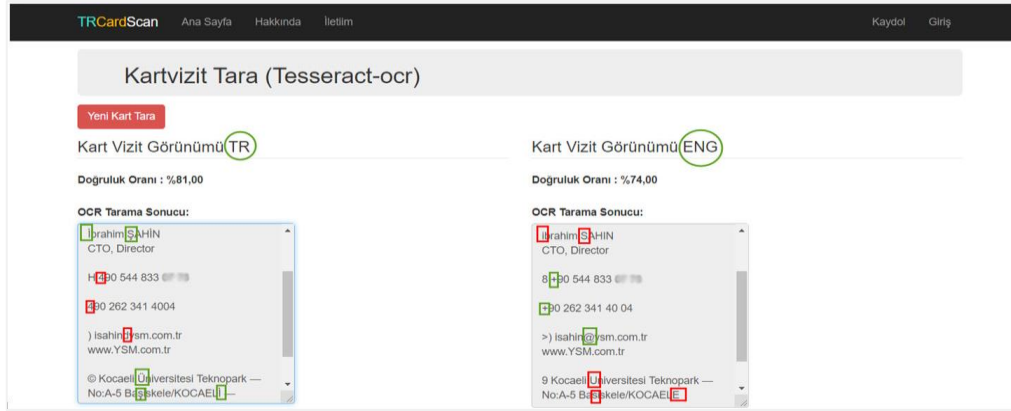 TRCardScan Ana Sayfa Hakkında İletiim Kaydol Giriş
Kartvizit Tara (Tesseract-ocr)
Yeni Kart Tara
Kart Vizit Görünümü TR
Doğruluk Oranı : %81,00
OCR Tarama Sonucu:
İbrahim ŞAHİN
CTO, Director
H 490 544 833
490 262 341 4004
) isahindysm.com.tr
www.YSM.com.tr
© Kocaeli Üniversitesi Teknopark —
No:A-5 Başiskele/KOCAELİ —
Kart Vizit Görünümü ENG
Doğruluk Oranı : %74,00
OCR Tarama Sonucu:
ibrahim SAHIN
CTO, Director
8 +90 544 833
+90 262 341 40 04
>) isahin@ysm.com.tr
www.YSM.com.tr
9 Kocaeli Universitesi Teknopark —
No:A-5 Basiskele/KOCAELE